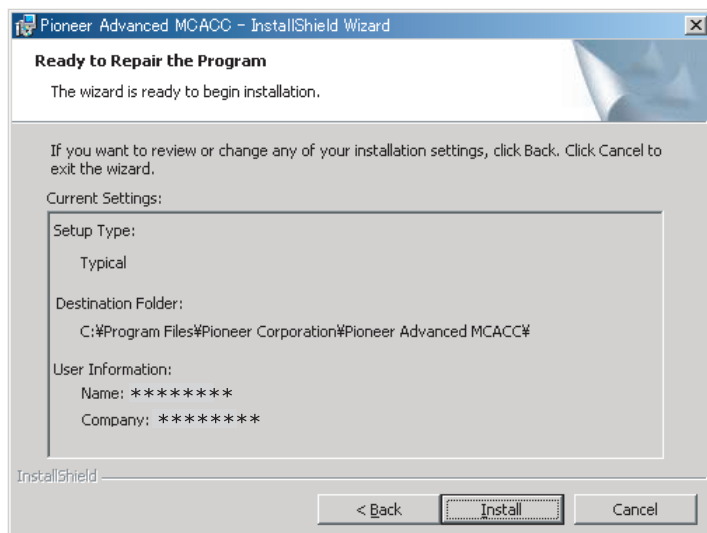 Pioneer Advanced MCACC - InstallShield Wizard
Ready to Repair the Program
The wizard is ready to begin installation.
If you want to review or change any of your installation settings, click Back. Click Cancel to
exit the wizard.
Current Settings:
Setup Type:
Typical
Destination Folder:
C:¥Program Files¥Pioneer Corporation¥Pioneer Advanced MCACC¥
User Information:
Name: ********
Company: ********
InstallShield
< Back
Install
Cancel